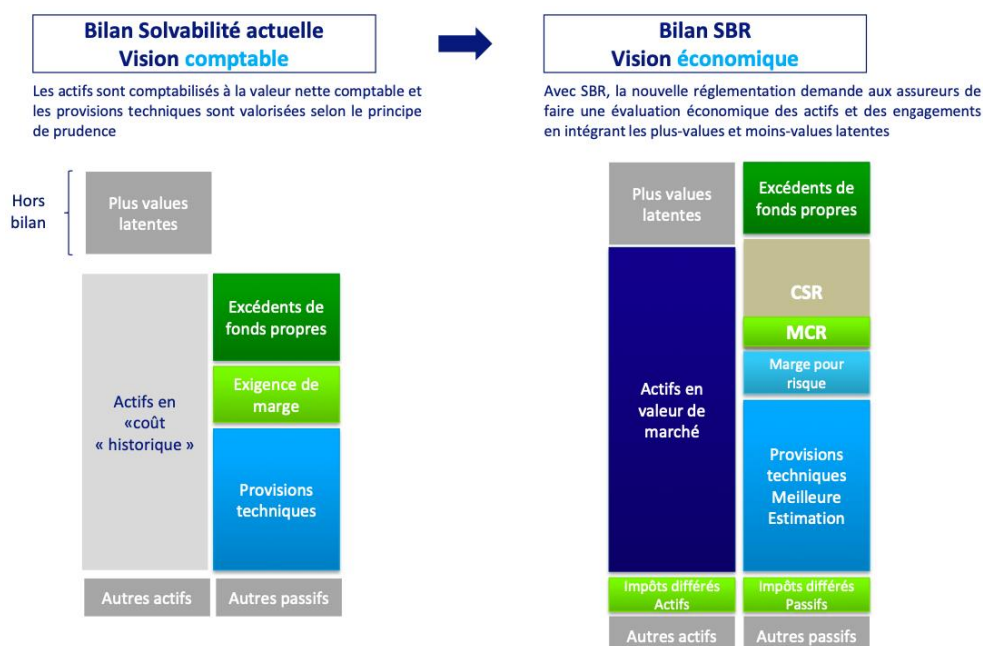 Bilan Solvabilité actuelle
Vision comptable
Les actifs sont comptabilisés à la valeur nette comptable et
les provisions techniques sont valorisées selon le principe
de prudence
Hors
bilan
Plus values
latentes
Excédents de
fonds propres
Exigence de
marge
Actifs en
«coût
« historique »
Provisions
techniques
Autres actifs
Autres passifs
Bilan SBR
Vision économique
Avec SBR, la nouvelle réglementation demande aux assureurs de
faire une évaluation économique des actifs et des engagements
en intégrant les plus-values et moins-values latentes
Plus values
latentes
Excédents de
fonds propres
CSR
MCR
Marge pour
risque
Actifs en
valeur de
marché
Provisions
techniques
Meilleure
Estimation
Impôts différés
Actifs
Impôts différés
Passifs
Autres actifs
Autres passifs